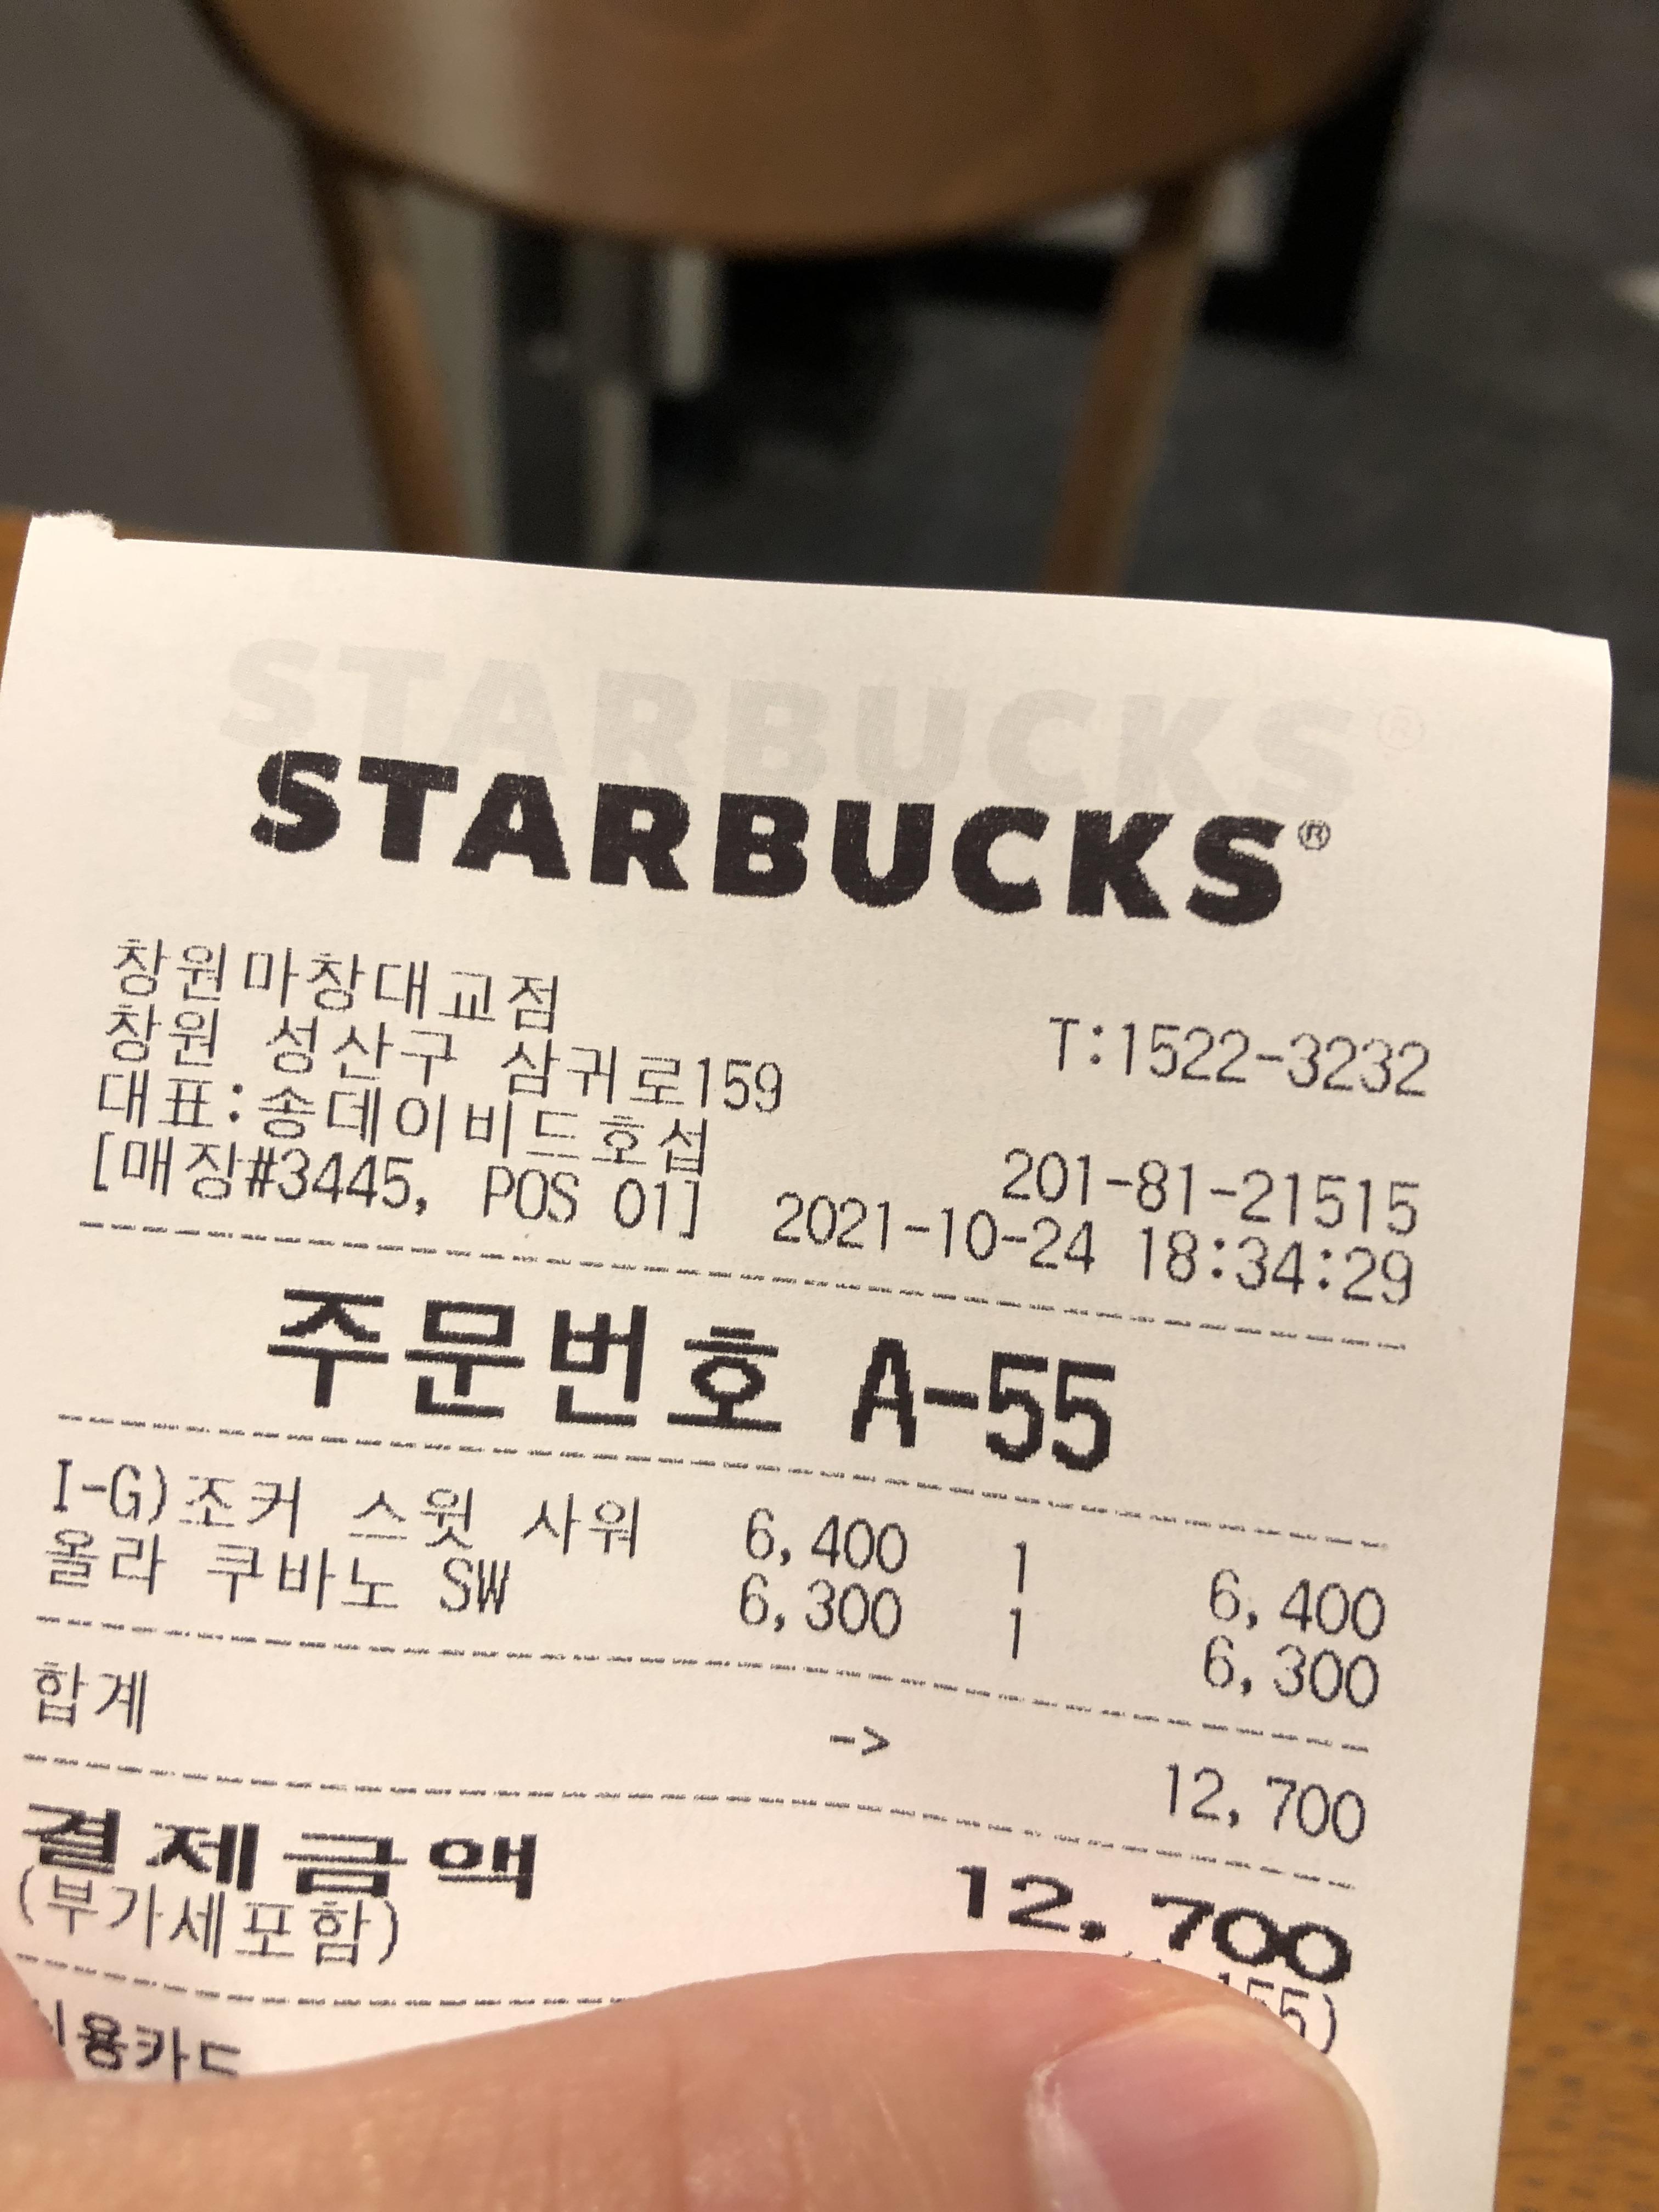 STARBUCKS®
STARBUCKS®
창원마창대교점 T:1522-3232
창원 성산구 삼귀로159
대표:송데이비드호섭 201-81-21515
[매장#3445, POS 01] 2021-10-24 18:34:29
주문번호 A-55
I-G)조커 스윗 사워 6,400 1 6,400
올라 쿠바노 SW 6,300 1 6,300
합계 -> 12,700
결제금액 12,700
(부가세포함)